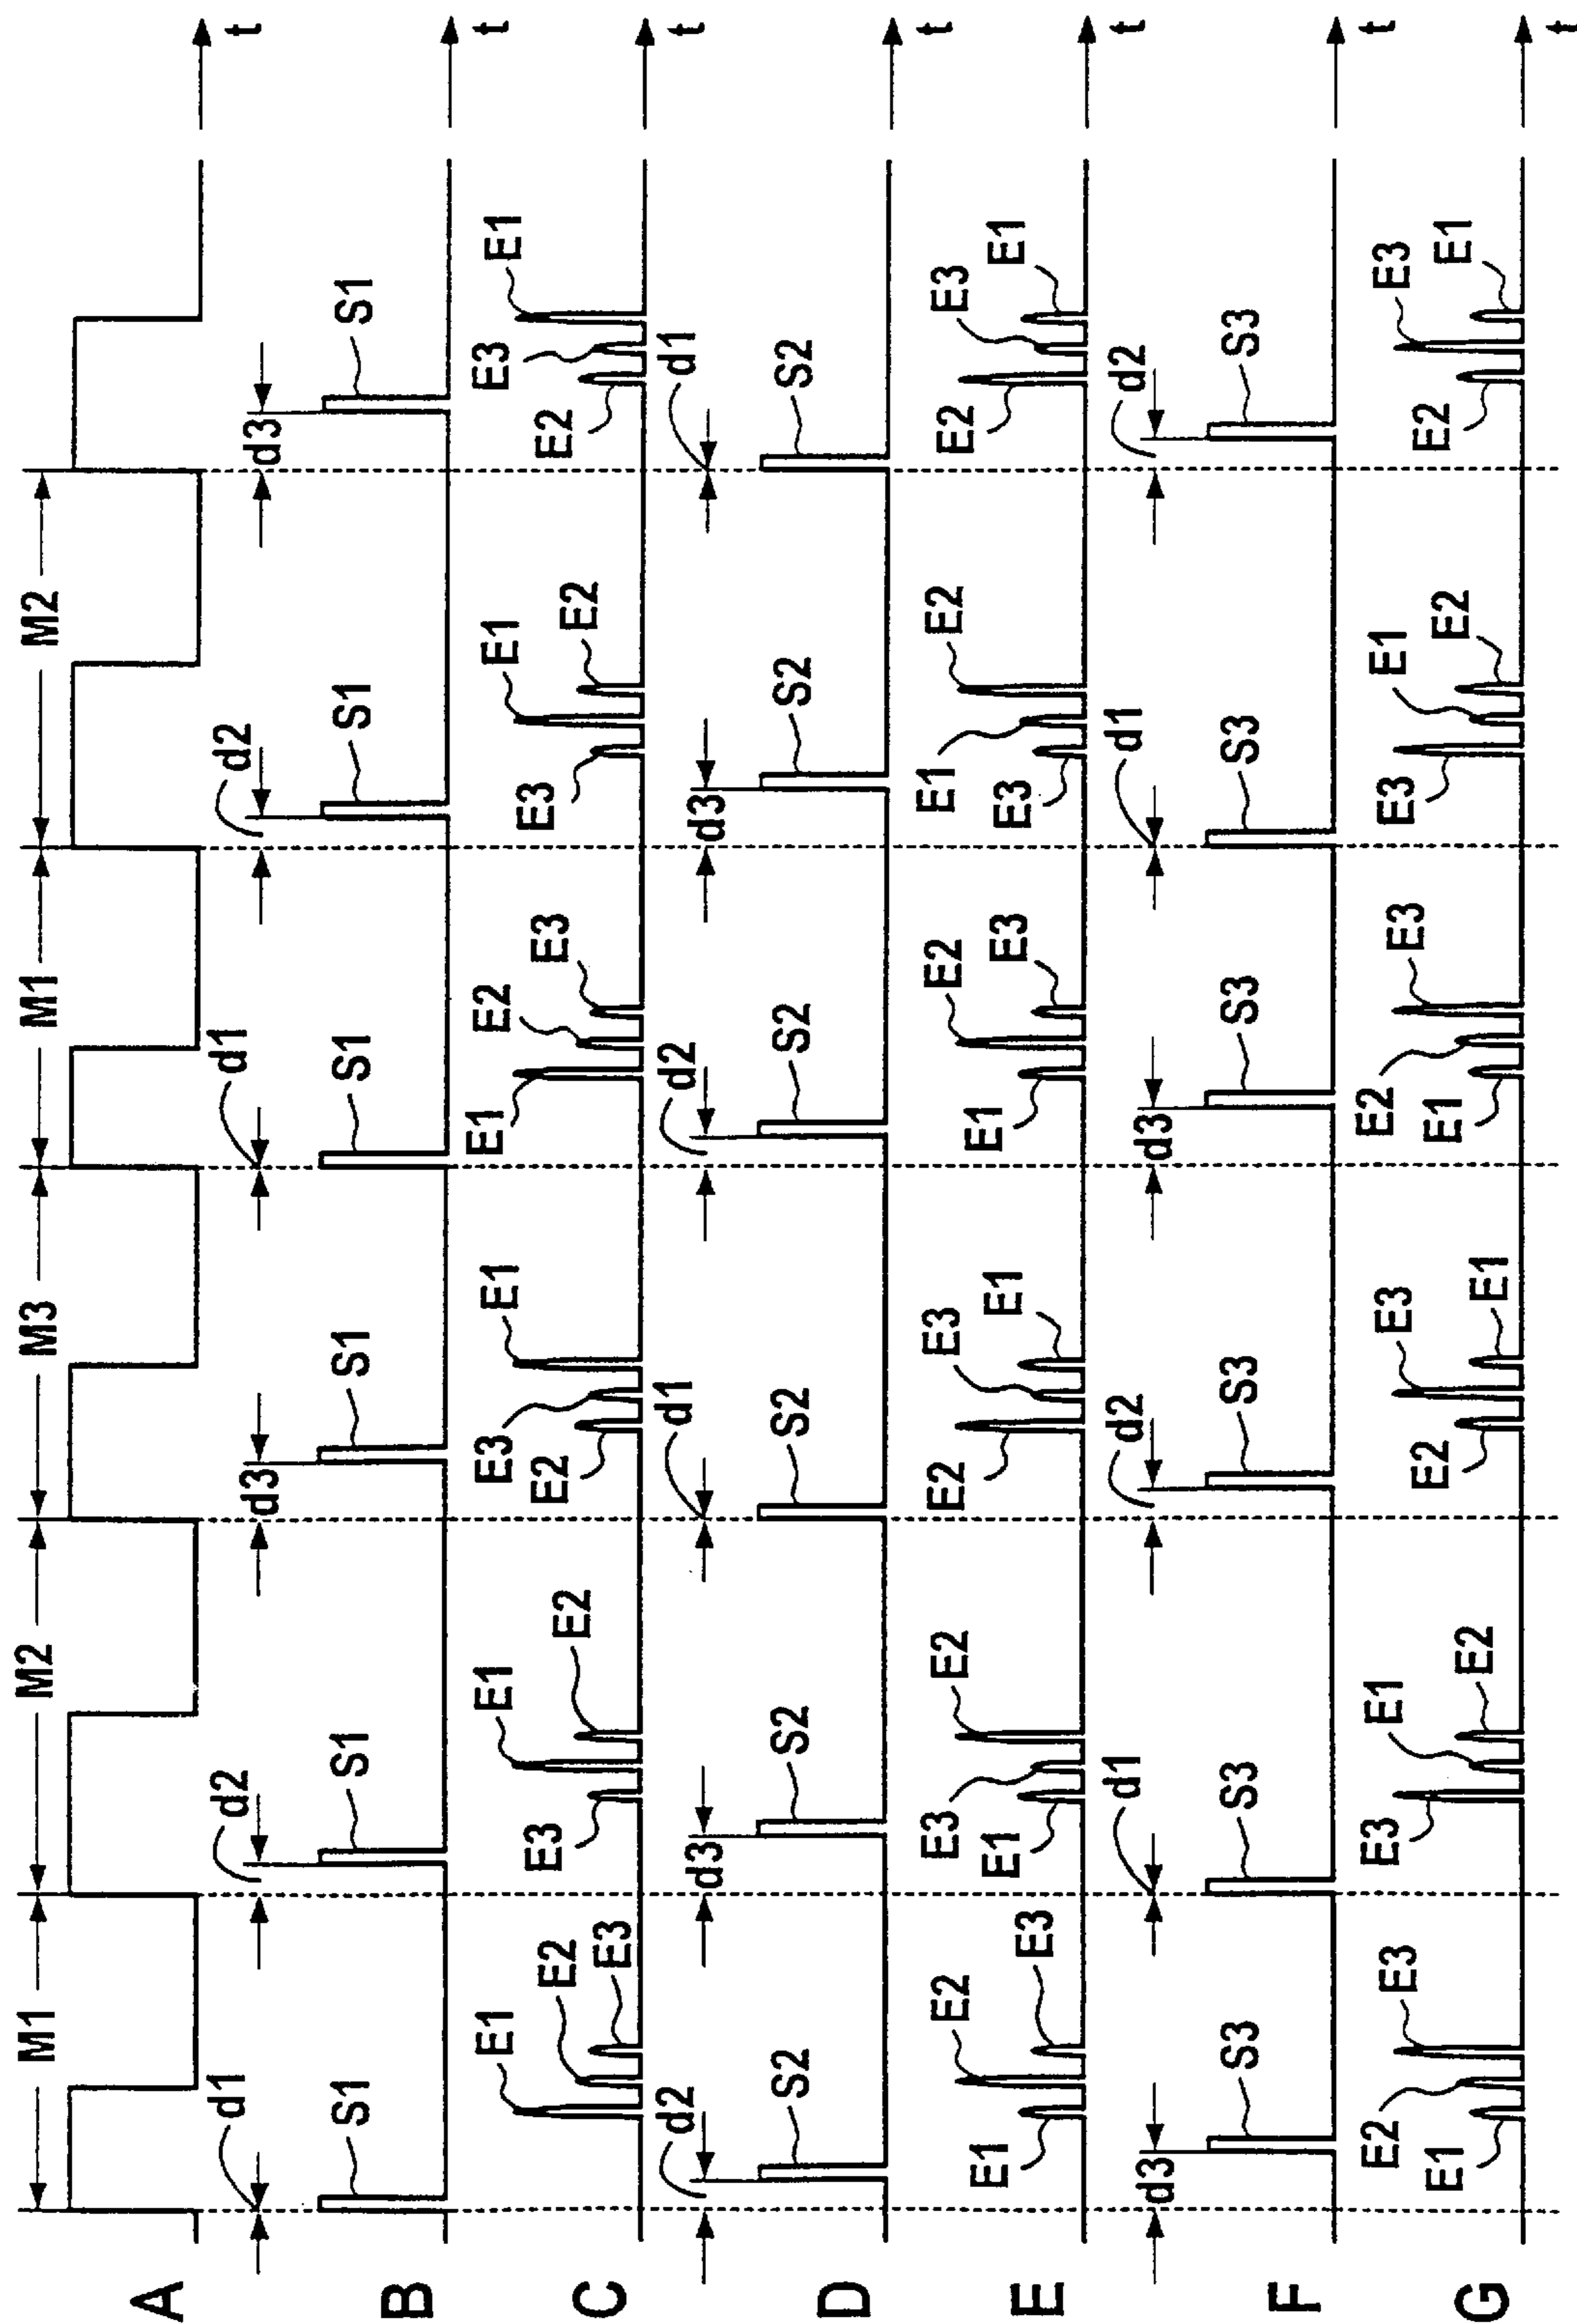 M1 M2 M3 M1 M2
A t
d1 d2 d3 d1 d2 d3
S1 S1 S1 S1 S1 S1
B t
E1 E2 E3 E3 E1 E2 E2 E3 E1 E1 E2 E3 E3 E1 E2 E2 E3 E1
C t
d2 d3 d1 d2 d3 d1
S2 S2 S2 S2 S2 S2
D t
E1 E2 E3 E1 E3 E2 E2 E3 E1 E1 E2 E3 E3 E1 E2 E2 E3 E1
E t
d3 d1 d2 d3 d1 d2
S3 S3 S3 S3 S3 S3
F t
E1 E2 E3 E3 E1 E2 E2 E3 E1 E1 E2 E3 E3 E1 E2 E2 E3 E1
G t